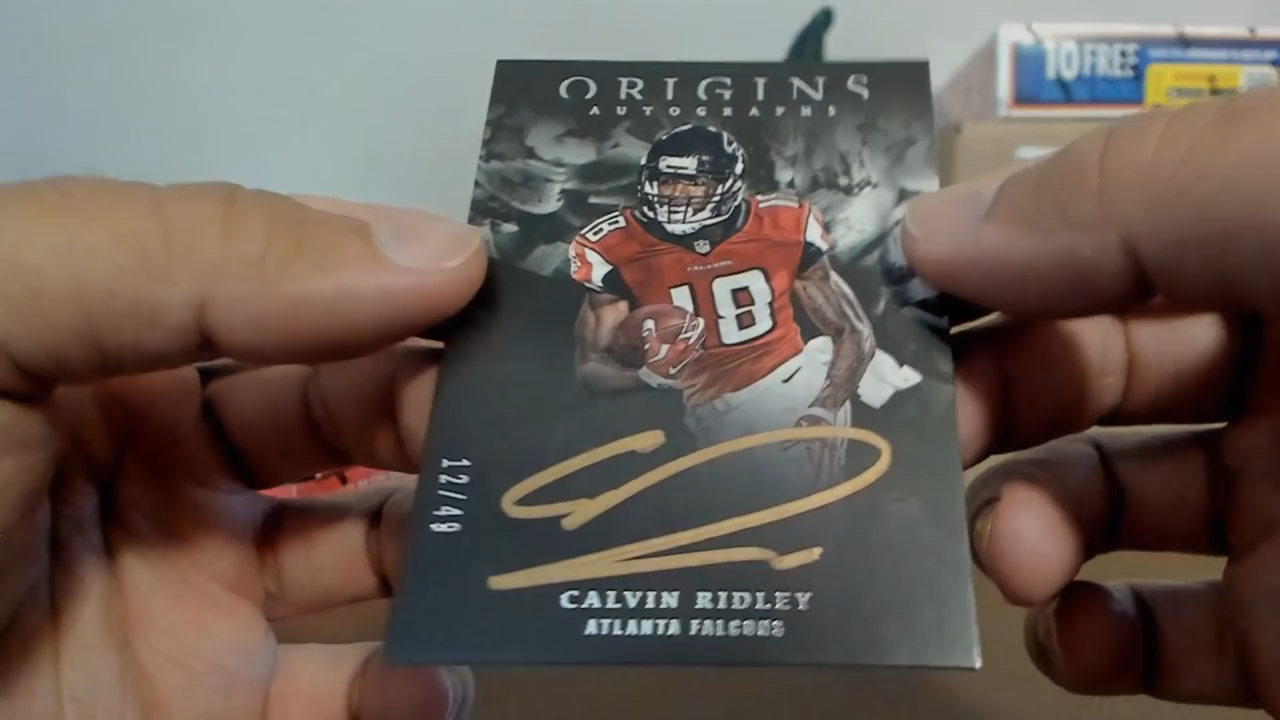 10 FREE
ORIGINS
AUTOGRAPHS
18
FALCONS
18
12/49
CALVIN RIDLEY
ATLANTA FALCONS